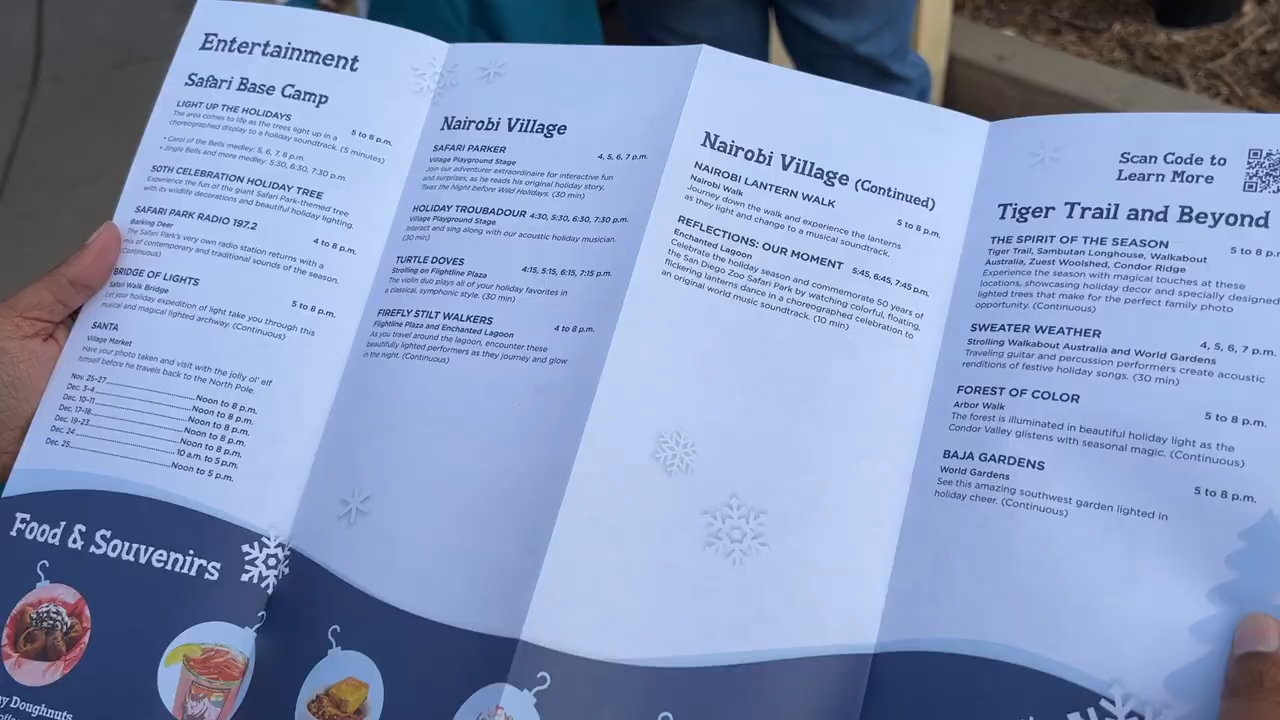 Entertainment
Safari Base Camp
LIGHT UP THE HOLIDAYS
5 to 8 p.m.
The area comes to life as the trees light up in a
choreographed display to a holiday soundtrack. (5 minutes)
• Carol of the Bells medley: 5, 6, 7, 8 p.m.
• Jingle Bells and more medley: 5:30, 6:30, 7:30 p.m.
50TH CELEBRATION HOLIDAY TREE
Experience the fun of the giant Safari Park-themed tree
with its wildlife decorations and beautiful holiday lighting.
SAFARI PARK RADIO 197.2
4 to 8 p.m.
Barking Deer
The Safari Park's very own radio station returns with a
mix of contemporary and traditional sounds of the season.
(Continuous)
BRIDGE OF LIGHTS
5 to 8 p.m.
Safari Walk Bridge
Let your holiday expedition of light take you through this
musical and magical lighted archway. (Continuous)
SANTA
Village Market
Have your photo taken and visit with the jolly ol' elf
himself before he travels back to the North Pole.
Nov. 25-27 Noon to 8 p.m.
Dec. 3-4 Noon to 8 p.m.
Dec. 10-11 Noon to 8 p.m.
Dec. 17-18 Noon to 8 p.m.
Dec. 19-23 Noon to 8 p.m.
Dec. 24 10 a.m. to 5 p.m.
Dec. 25 Noon to 5 p.m.
Nairobi Village
SAFARI PARKER
4, 5, 6, 7 p.m.
Village Playground Stage
Join our adventurer extraordinaire for interactive fun
and surprises, as he reads his original holiday story,
'Twas the Night before Wild Holidays. (30 min)
HOLIDAY TROUBADOUR 4:30, 5:30, 6:30, 7:30 p.m.
Village Playground Stage
Interact and sing along with our acoustic holiday musician.
(30 min)
TURTLE DOVES
4:15, 5:15, 6:15, 7:15 p.m.
Strolling on Flightline Plaza
The violin duo plays all of your holiday favorites in
a classical, symphonic style. (30 min)
FIREFLY STILT WALKERS
4 to 8 p.m.
Flightline Plaza and Enchanted Lagoon
As you travel around the lagoon, encounter these
beautifully lighted performers as they journey and glow
in the night. (Continuous)
Nairobi Village (Continued)
NAIROBI LANTERN WALK
5 to 8 p.m.
Nairobi Walk
Journey down the walk and experience the lanterns
as they light and change to a musical soundtrack.
REFLECTIONS: OUR MOMENT 5:45, 6:45, 7:45 p.m.
Enchanted Lagoon
Celebrate the holiday season and commemorate 50 years of
the San Diego Zoo Safari Park by watching colorful, floating,
flickering lanterns dance in a choreographed celebration to
an original world music soundtrack. (10 min)
Scan Code to
Learn More
Tiger Trail and Beyond
THE SPIRIT OF THE SEASON
5 to 8 p.
Tiger Trail, Sambutan Longhouse, Walkabout
Australia, Zuest Woolshed, Condor Ridge
Experience the season with magical touches at these
locations, showcasing holiday decor and specially designed
lighted trees that make for the perfect family photo
opportunity. (Continuous)
SWEATER WEATHER
4, 5, 6, 7 p.m.
Strolling Walkabout Australia and World Gardens
Traveling guitar and percussion performers create acoustic
renditions of festive holiday songs. (30 min)
FOREST OF COLOR
5 to 8 p.m.
Arbor Walk
The forest is illuminated in beautiful holiday light as the
Condor Valley glistens with seasonal magic. (Continuous)
BAJA GARDENS
5 to 8 p.m.
World Gardens
See this amazing southwest garden lighted in
holiday cheer. (Continuous)
Food & Souvenirs
Doughnuts